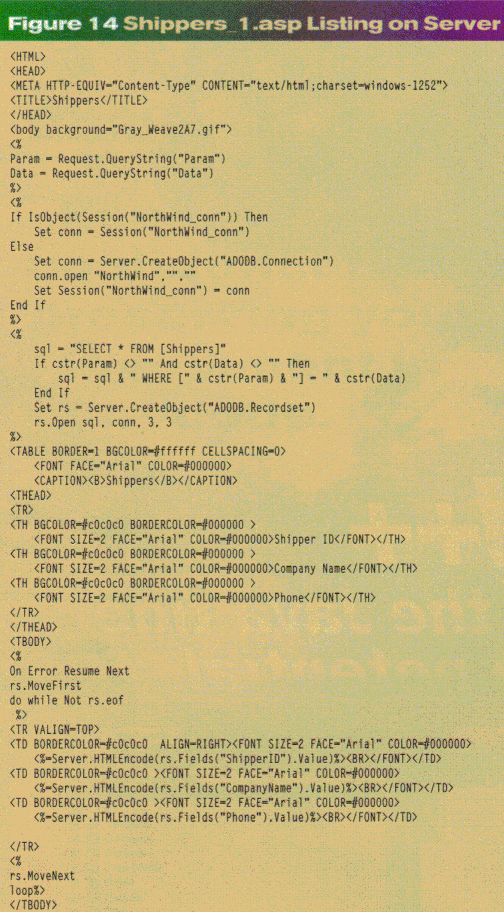 Figure 14 Shippers_1.asp Listing on Server
<HTML>
<HEAD>
<META HTTP-EQUIV="Content-Type" CONTENT="text/html;charset=windows-1252">
<TITLE>Shippers</TITLE>
</HEAD>
<body background="Gray_Weave2A7.gif">
<%
Param = Request.QueryString("Param")
Data = Request.QueryString("Data")
%>
<%
If IsObject(Session("NorthWind_conn")) Then
    Set conn = Session("NorthWind_conn")
Else
    Set conn = Server.CreateObject("ADODB.Connection")
    conn.open "NorthWind","",""
    Set Session("NorthWind_conn") = conn
End If
%>
<%
    sql = "SELECT * FROM [Shippers]"
    If cstr(Param) <> "" And cstr(Data) <> "" Then
        sql = sql & " WHERE [" & cstr(Param) & "] = " & cstr(Data)
    End If
    Set rs = Server.CreateObject("ADODB.Recordset")
    rs.Open sql, conn, 3, 3
%>
<TABLE BORDER=1 BGCOLOR=#ffffff CELLSPACING=0>
    <FONT FACE="Arial" COLOR=#000000>
    <CAPTION><B>Shippers</B></CAPTION>
<THEAD>
<TR>
<TH BGCOLOR=#c0c0c0 BORDERCOLOR=#000000 >
    <FONT SIZE=2 FACE="Arial" COLOR=#000000>Shipper ID</FONT></TH>
<TH BGCOLOR=#c0c0c0 BORDERCOLOR=#000000 >
    <FONT SIZE=2 FACE="Arial" COLOR=#000000>Company Name</FONT></TH>
<TH BGCOLOR=#c0c0c0 BORDERCOLOR=#000000 >
    <FONT SIZE=2 FACE="Arial" COLOR=#000000>Phone</FONT></TH>
</TR>
</THEAD>
<TBODY>
<%
On Error Resume Next
rs.MoveFirst
do while Not rs.eof
 %>
<TR VALIGN=TOP>
<TD BORDERCOLOR=#c0c0c0  ALIGN=RIGHT><FONT SIZE=2 FACE="Arial" COLOR=#000000>
    <%=Server.HTMLEncode(rs.Fields("ShipperID").Value)%><BR></FONT></TD>
<TD BORDERCOLOR=#c0c0c0 ><FONT SIZE=2 FACE="Arial" COLOR=#000000>
    <%=Server.HTMLEncode(rs.Fields("CompanyName").Value)%><BR></FONT></TD>
<TD BORDERCOLOR=#c0c0c0 ><FONT SIZE=2 FACE="Arial" COLOR=#000000>
    <%=Server.HTMLEncode(rs.Fields("Phone").Value)%><BR></FONT></TD>
</TR>
<%
rs.MoveNext
loop%>
</TBODY>